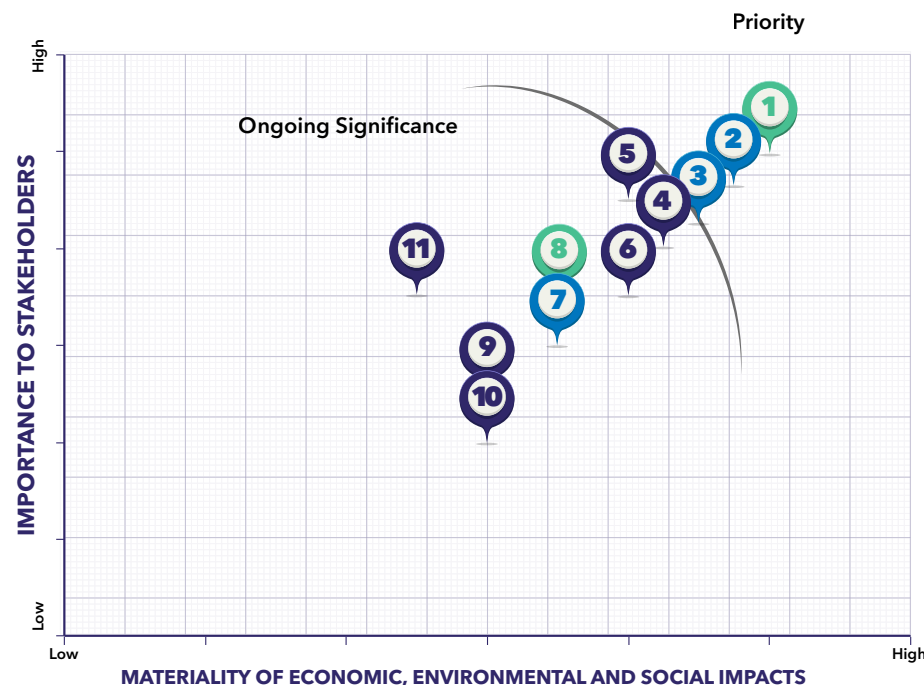 Priority
High
Ongoing Significance
1
2
5
3
4
11
8
6
7
9
10
IMPORTANCE TO STAKEHOLDERS
Low
Low
High
MATERIALITY OF ECONOMIC, ENVIRONMENTAL AND SOCIAL IMPACTS